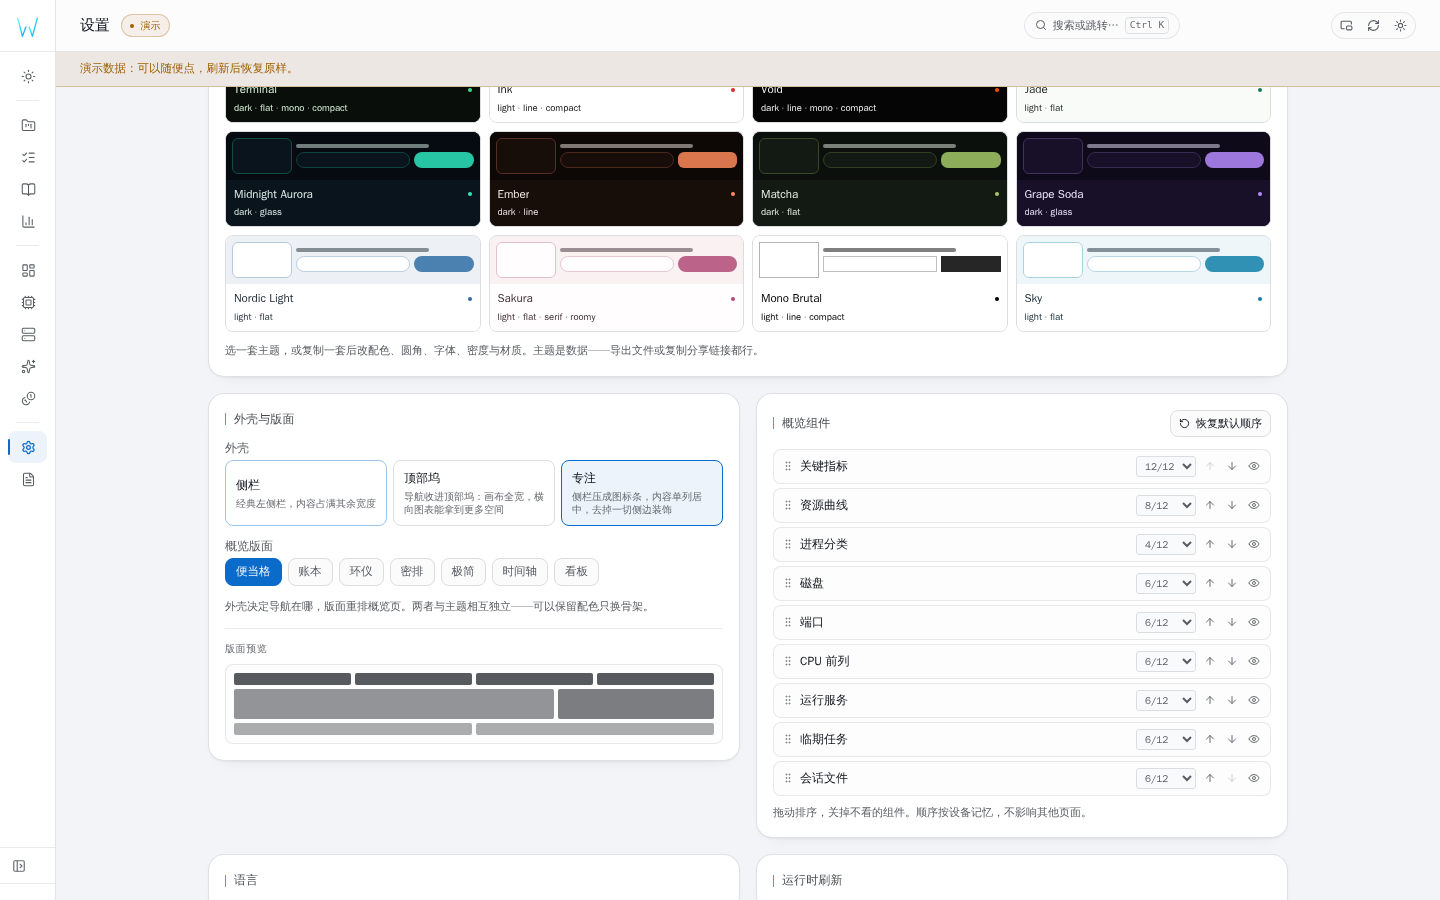 设置
演示
搜索或跳转…
Ctrl K
演示数据：可以随便点，刷新后恢复原样。
Terminal
dark · flat · mono · compact
Ink
light · line · compact
Void
dark · line · mono · compact
Jade
light · flat
Midnight Aurora
dark · glass
Ember
dark · line
Matcha
dark · flat
Grape Soda
dark · glass
Nordic Light
light · flat
Sakura
light · flat · serif · roomy
Mono Brutal
light · line · compact
Sky
light · flat
选一套主题，或复制一套后改配色、圆角、字体、密度与材质。主题是数据——导出文件或复制分享链接都行。
外壳与版面
外壳
侧栏
经典左侧栏，内容占满其余宽度
顶部坞
导航收进顶部坞：画布全宽，横
向图表能拿到更多空间
专注
侧栏压成图标条，内容单列居
中，去掉一切侧边装饰
概览版面
便当格
账本
环仪
密排
极简
时间轴
看板
外壳决定导航在哪，版面重排概览页。两者与主题相互独立——可以保留配色只换骨架。
版面预览
概览组件
恢复默认顺序
关键指标
12/12
资源曲线
8/12
进程分类
4/12
磁盘
6/12
端口
6/12
CPU 前列
6/12
运行服务
6/12
临期任务
6/12
会话文件
6/12
拖动排序，关掉不看的组件。顺序按设备记忆，不影响其他页面。
语言
运行时刷新